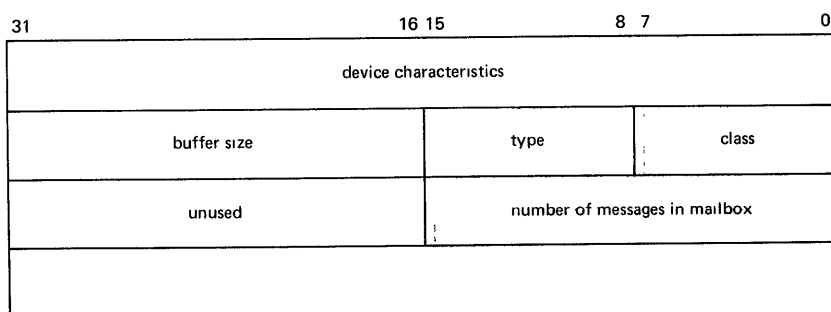 31 16 15 8 7 0
device characteristics
buffer size type class
unused number of messages in mailbox